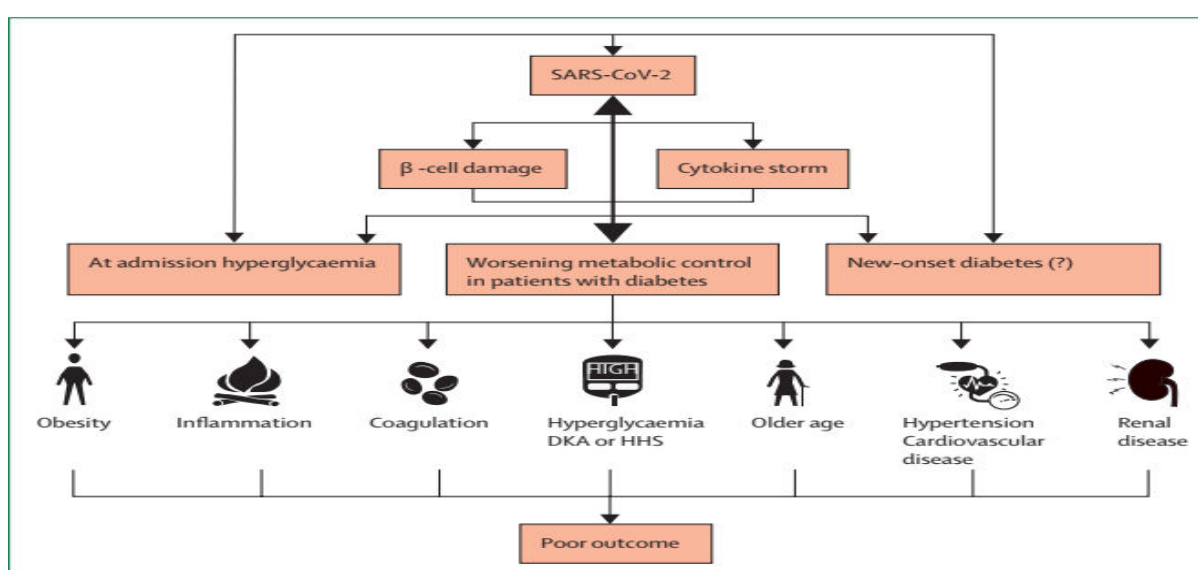 SARS-CoV-2
β -cell damage
Cytokine storm
At admission hyperglycaemia
Worsening metabolic control
in patients with diabetes
New-onset diabetes (?)
HIGH
Obesity
Inflammation
Coagulation
Hyperglycaemia
DKA or HHS
Older age
Hypertension
Cardiovascular
disease
Renal
disease
Poor outcome